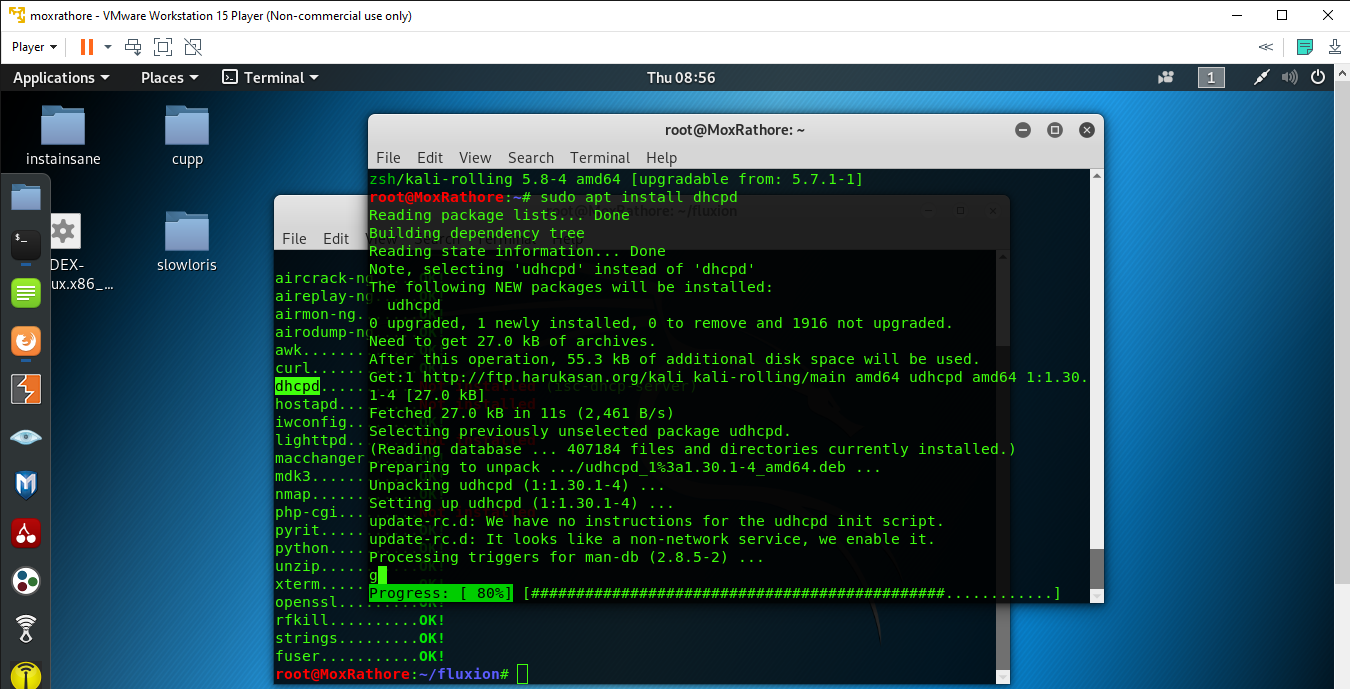 moxrathore - VMware Workstation 15 Player (Non-commercial use only)
Player
Applications Places Terminal Thu 08:56 1
instainsane
cupp
DEX-
ux.x86_...
slowloris
root@MoxRathore: ~
File Edit View Search Terminal Help
zsh/kali-rolling 5.8-4 amd64 [upgradable from: 5.7.1-1]
root@MoxRathore:~# sudo apt install dhcpd
Reading package lists... Done
Building dependency tree
Reading state information... Done
Note, selecting 'udhcpd' instead of 'dhcpd'
The following NEW packages will be installed:
udhcpd
0 upgraded, 1 newly installed, 0 to remove and 1916 not upgraded.
Need to get 27.0 kB of archives.
After this operation, 55.3 kB of additional disk space will be used.
Get:1 http://ftp.harukasan.org/kali kali-rolling/main amd64 udhcpd amd64 1:1.30.
1-4 [27.0 kB]
Fetched 27.0 kB in 11s (2,461 B/s)
Selecting previously unselected package udhcpd.
(Reading database ... 407184 files and directories currently installed.)
Preparing to unpack .../udhcpd_1%3a1.30.1-4_amd64.deb ...
Unpacking udhcpd (1:1.30.1-4) ...
Setting up udhcpd (1:1.30.1-4) ...
update-rc.d: We have no instructions for the udhcpd init script.
update-rc.d: It looks like a non-network service, we enable it.
Processing triggers for man-db (2.8.5-2) ...
g
Progress: [ 80%] [##############################################............]
File Edit
aircrack-ng
aireplay-ng
airmon-ng.
airodump-ng
awk........
curl.......
dhcpd......
hostapd....
iwconfig...
lighttpd...
macchanger
mdk3.......
nmap.......
php-cgi....
pyrit......
python.....
unzip......
xterm......
openssl.........OK!
rfkill..........OK!
strings.........OK!
fuser...........OK!
root@MoxRathore:~/fluxion#